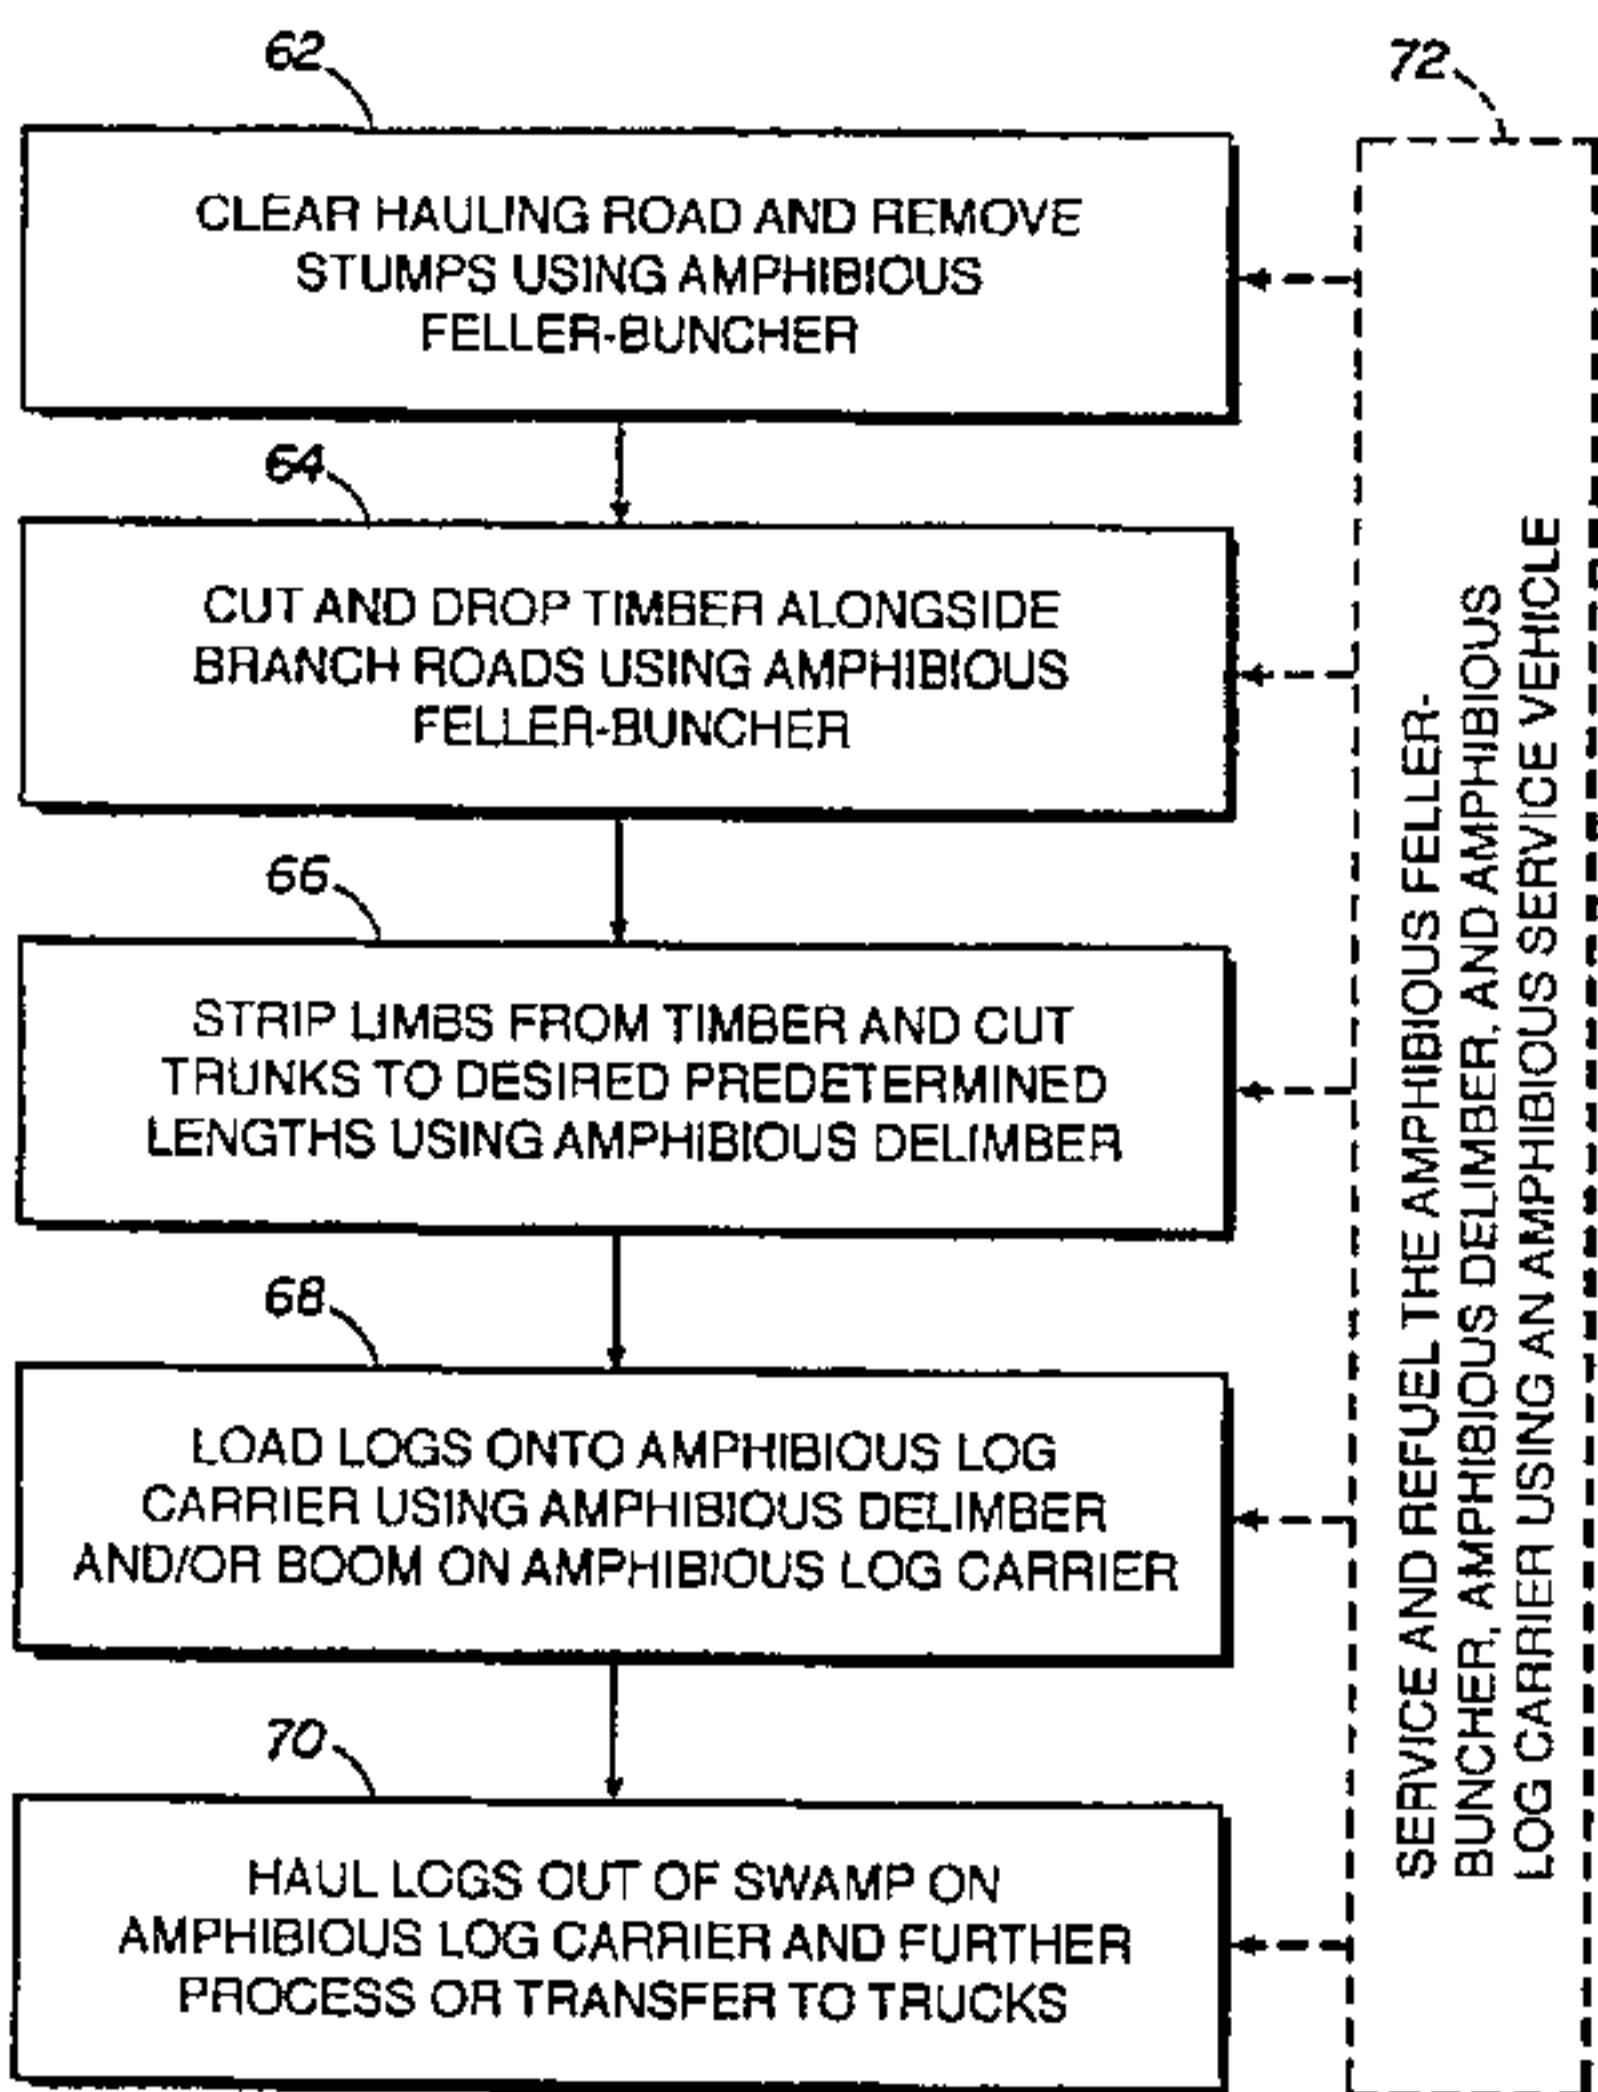 62
CLEAR HAULING ROAD AND REMOVE
STUMPS USING AMPHIBIOUS
FELLER-BUNCHER
64
CUT AND DROP TIMBER ALONGSIDE
BRANCH ROADS USING AMPHIBIOUS
FELLER-BUNCHER
66
STRIP LIMBS FROM TIMBER AND CUT
TRUNKS TO DESIRED PREDETERMINED
LENGTHS USING AMPHIBIOUS DELIMBER
68
LOAD LOGS ONTO AMPHIBIOUS LOG
CARRIER USING AMPHIBIOUS DELIMBER
AND/OR BOOM ON AMPHIBIOUS LOG CARRIER
70
HAUL LOGS OUT OF SWAMP ON
AMPHIBIOUS LOG CARRIER AND FURTHER
PROCESS OR TRANSFER TO TRUCKS
72
SERVICE AND REFUEL THE AMPHIBIOUS FELLER-
BUNCHER, AMPHIBIOUS DELIMBER, AND AMPHIBIOUS
LOG CARRIER USING AN AMPHIBIOUS SERVICE VEHICLE